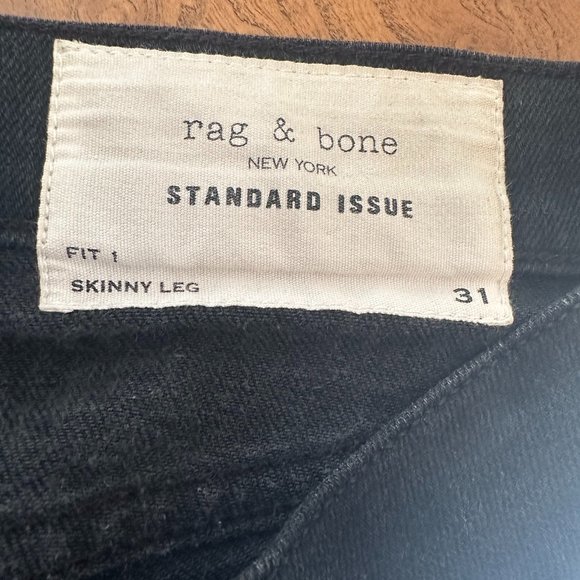 rag & bone
NEW YORK
STANDARD ISSUE
FIT 1
SKINNY LEG
31